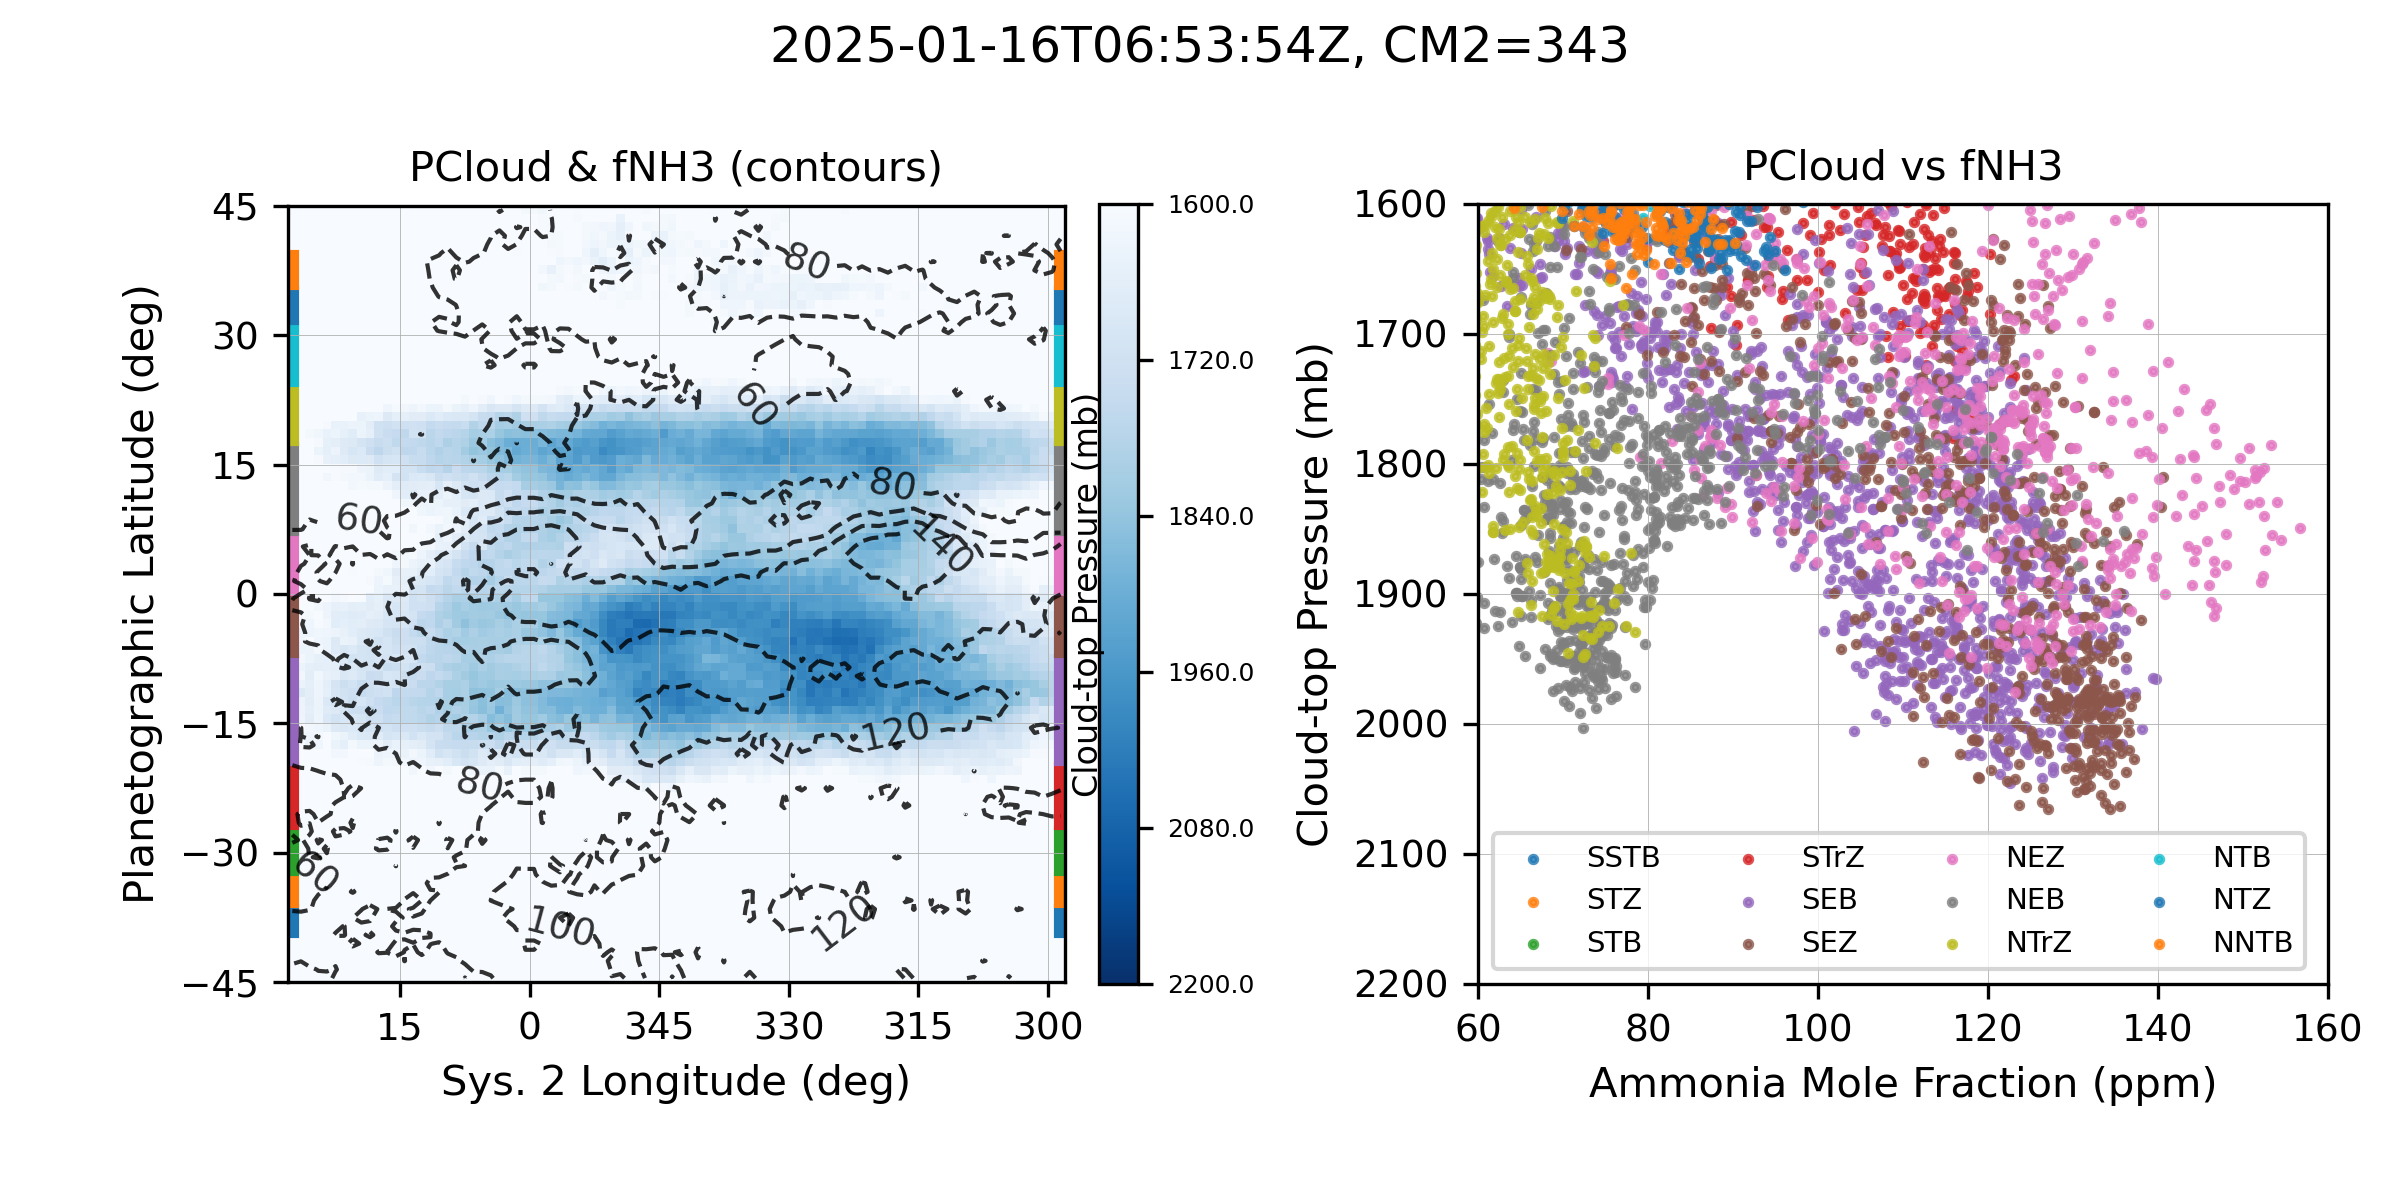 2025-01-16T06:53:54Z, CM2=343
PCloud & fNH3 (contours)
45
30
15
0
−15
−30
−45
Planetographic Latitude (deg)
15
0
345
330
315
300
Sys. 2 Longitude (deg)
80
60
80
60
140
120
80
60
100
120
1600.0
1720.0
1840.0
1960.0
2080.0
2200.0
Cloud-top Pressure (mb)
PCloud vs fNH3
1600
1700
1800
1900
2000
2100
2200
Cloud-top Pressure (mb)
SSTB
STZ
STB
STrZ
SEB
SEZ
NEZ
NEB
NTrZ
NTB
NTZ
NNTB
60
80
100
120
140
160
Ammonia Mole Fraction (ppm)